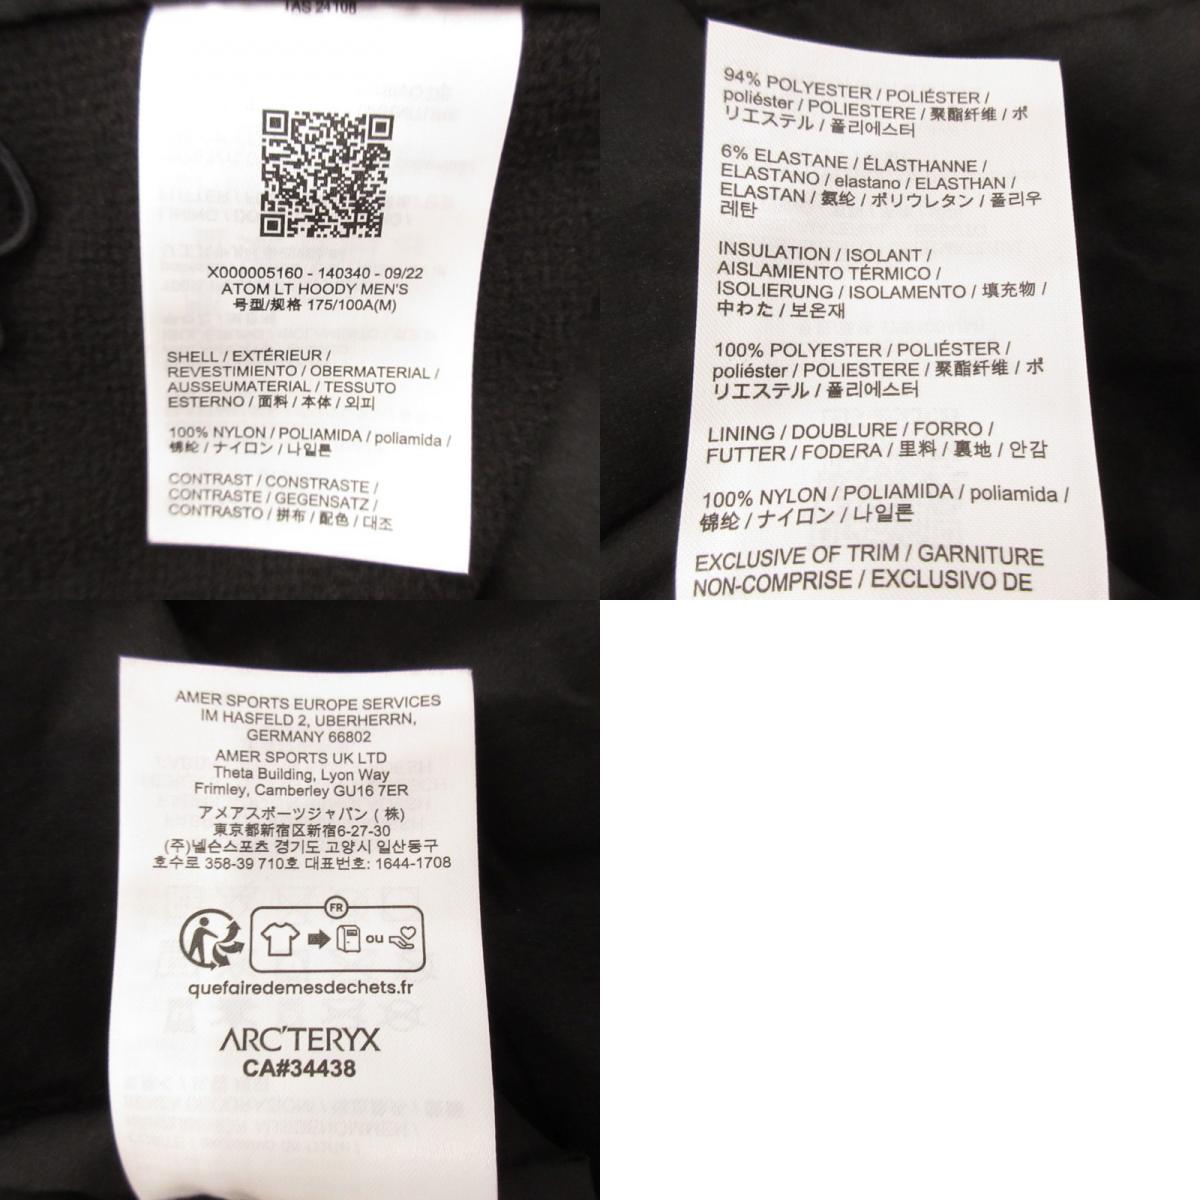 TAS 24108
X000005160 - 140340 - 09/22
ATOM LT HOODY MEN'S
号型/规格 175/100A(M)
SHELL / EXTÉRIEUR /
REVESTIMIENTO / OBERMATERIAL /
AUSSEUMATERIAL / TESSUTO
ESTERNO / 面料 / 本体 / 외피
100% NYLON / POLIAMIDA / poliamida /
锦纶 / ナイロン / 나일론
CONTRAST / CONSTRASTE /
CONTRASTE / GEGENSATZ /
CONTRASTO / 拼布 / 配色 / 대조
94% POLYESTER / POLIÉSTER /
poliéster / POLIESTERE / 聚酯纤维 / ポ
リエステル / 폴리에스터
6% ELASTANE / ÉLASTHANNE /
ELASTANO / elastano / ELASTHAN /
ELASTAN / 氨纶 / ポリウレタン / 폴리우
레탄
INSULATION / ISOLANT /
AISLAMIENTO TÉRMICO /
ISOLIERUNG / ISOLAMENTO / 填充物 /
中わた / 보온재
100% POLYESTER / POLIÉSTER /
poliéster / POLIESTERE / 聚酯纤维 / ポ
リエステル / 폴리에스터
LINING / DOUBLURE / FORRO /
FUTTER / FODERA / 里料 / 裏地 / 안감
100% NYLON / POLIAMIDA / poliamida /
锦纶 / ナイロン / 나일론
EXCLUSIVE OF TRIM / GARNITURE
NON-COMPRISE / EXCLUSIVO DE
AMER SPORTS EUROPE SERVICES
IM HASFELD 2, UBERHERRN,
GERMANY 66802
AMER SPORTS UK LTD
Theta Building, Lyon Way
Frimley, Camberley GU16 7ER
アメアスポーツジャパン ( 株)
東京都新宿区新宿6-27-30
(주)넬슨스포츠 경기도 고양시 일산동구
호수로 358-39 710호 대표번호: 1644-1708
FR
ou
quefairedemesdechets.fr
ARC'TERYX
CA#34438